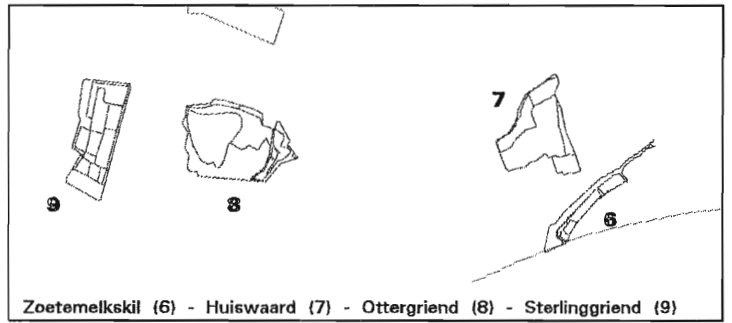 7
9
8
6
Zoetemelkskil (6) - Huiswaard (7) - Ottergriend (8) - Sterlinggriend (9)